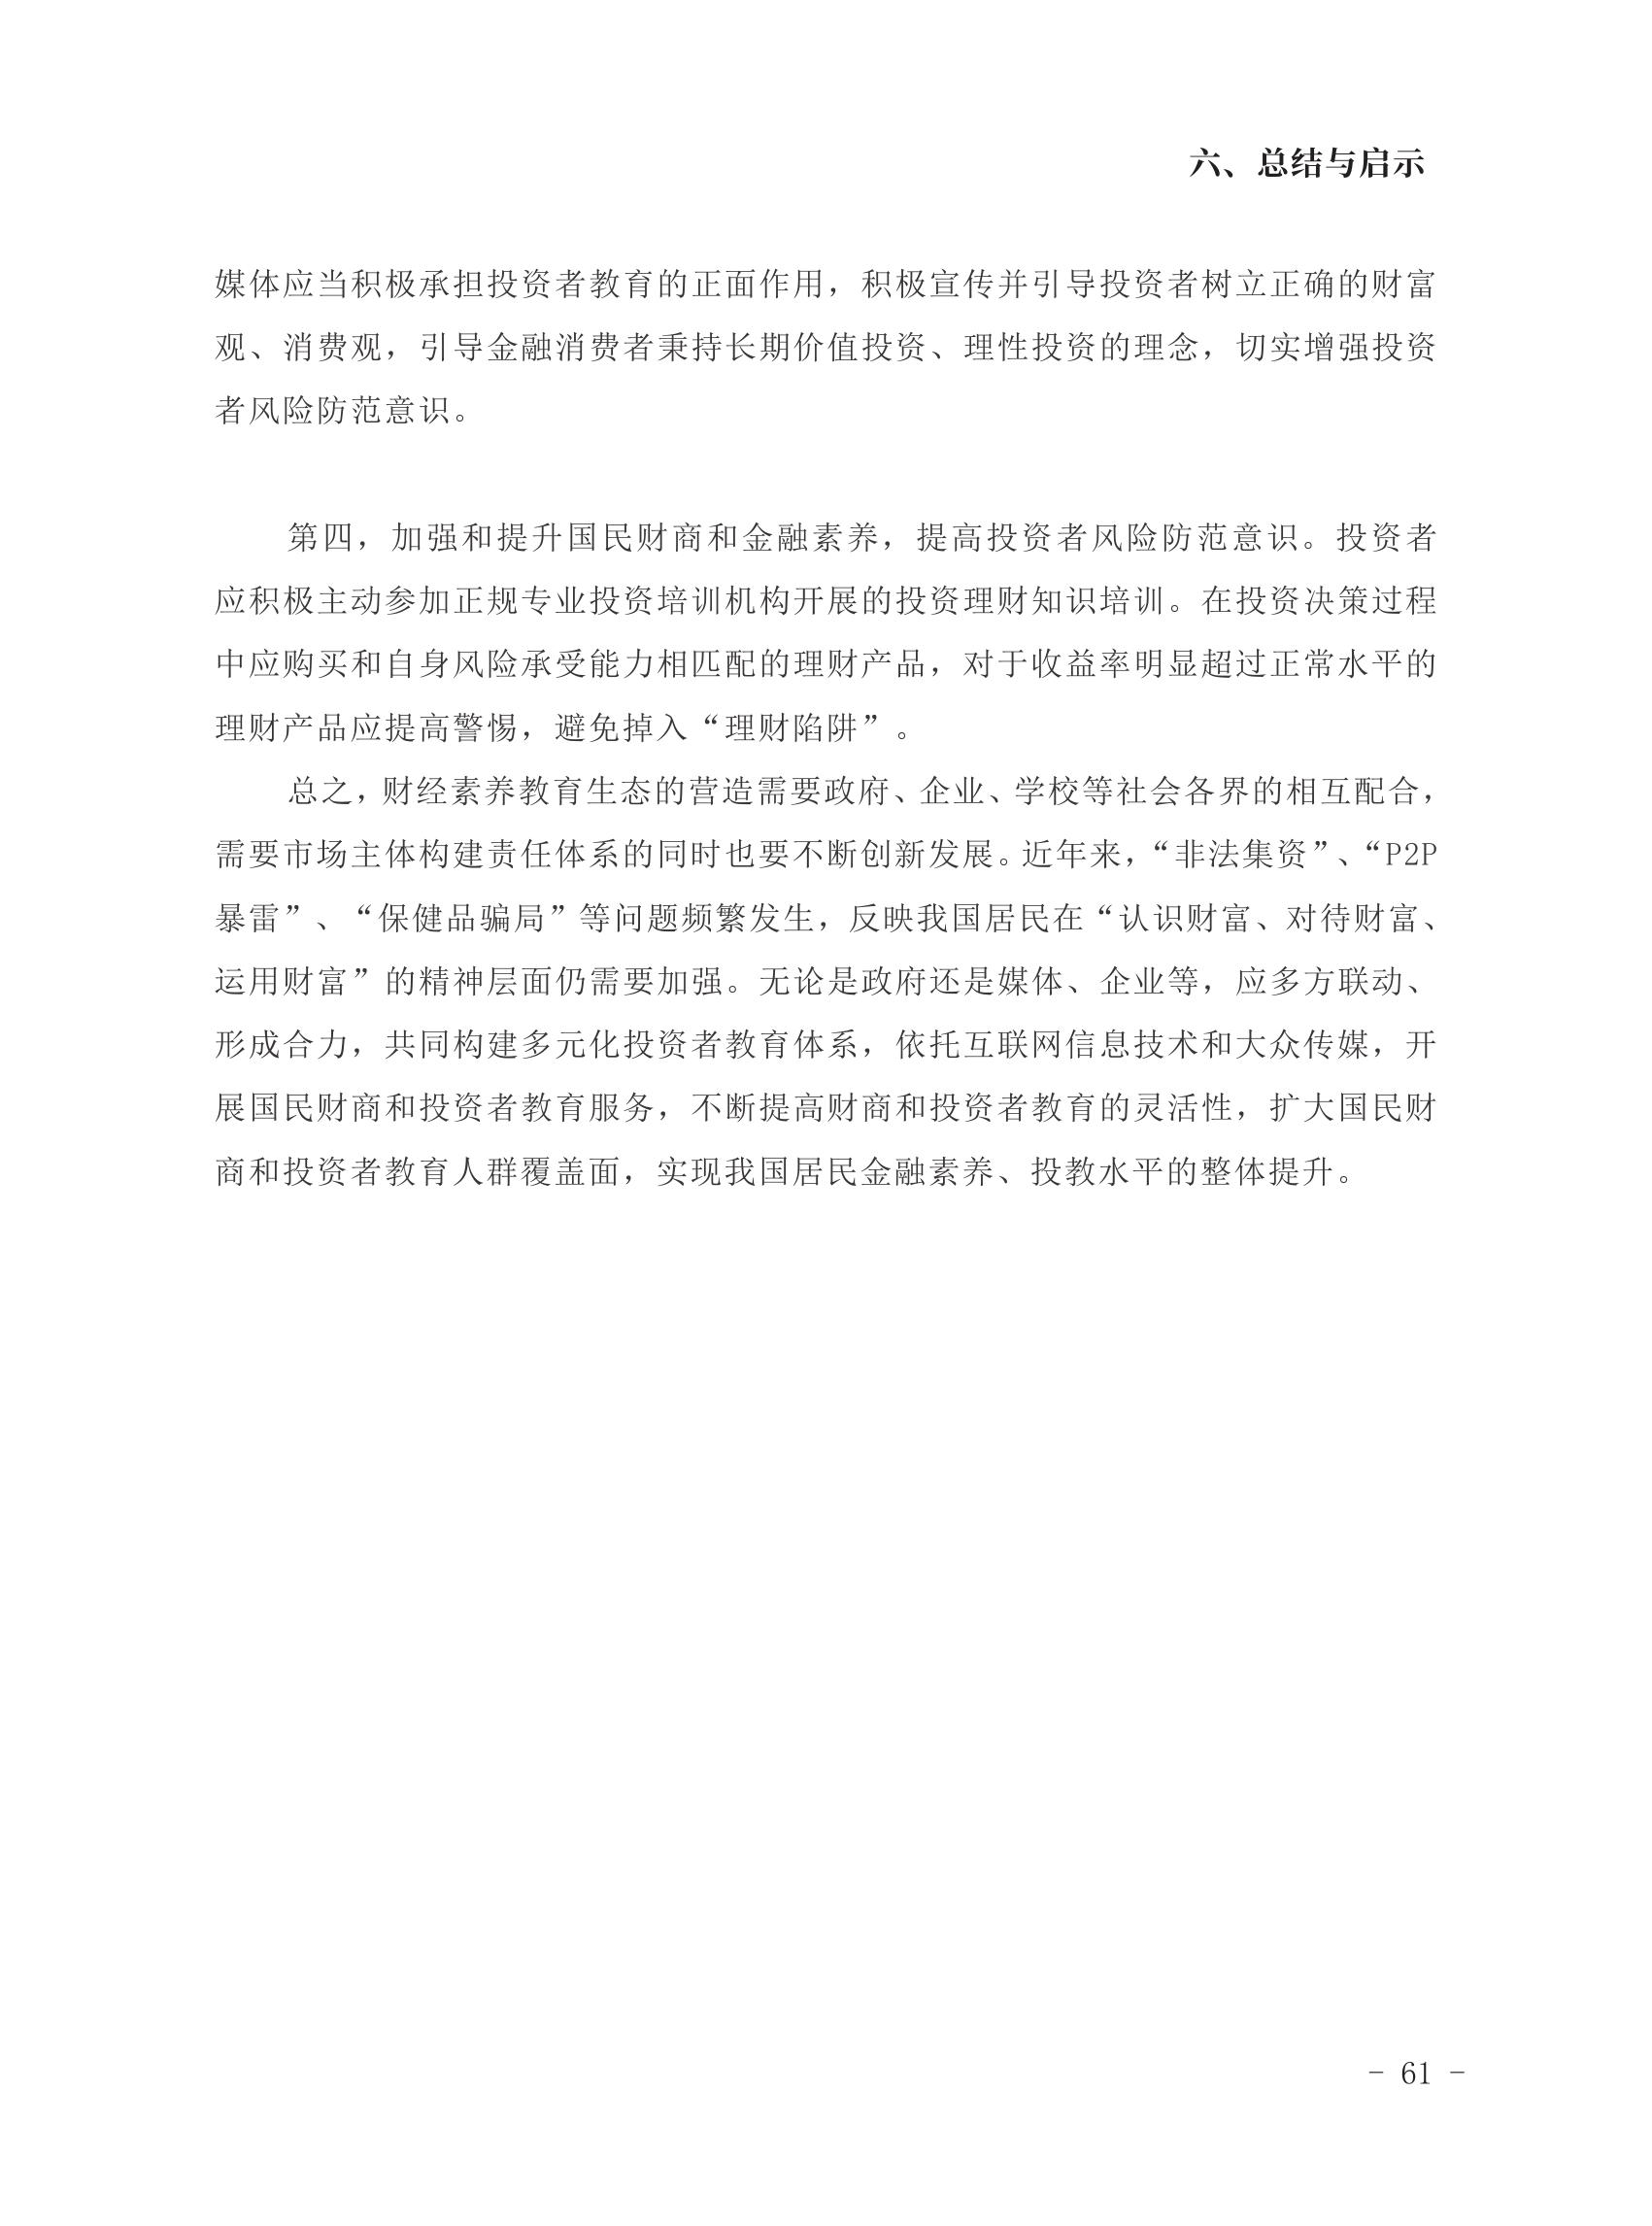 六、总结与启示
媒体应当积极承担投资者教育的正面作用，积极宣传并引导投资者树立正确的财富
观、消费观，引导金融消费者秉持长期价值投资、理性投资的理念，切实增强投资
者风险防范意识。
第四，加强和提升国民财商和金融素养，提高投资者风险防范意识。投资者
应积极主动参加正规专业投资培训机构开展的投资理财知识培训。在投资决策过程
中应购买和自身风险承受能力相匹配的理财产品，对于收益率明显超过正常水平的
理财产品应提高警惕，避免掉入“理财陷阱”。
总之，财经素养教育生态的营造需要政府、企业、学校等社会各界的相互配合，
需要市场主体构建责任体系的同时也要不断创新发展。近年来，“非法集资”、“P2P
暴雷”、“保健品骗局”等问题频繁发生，反映我国居民在“认识财富、对待财富、
运用财富”的精神层面仍需要加强。无论是政府还是媒体、企业等，应多方联动、
形成合力，共同构建多元化投资者教育体系，依托互联网信息技术和大众传媒，开
展国民财商和投资者教育服务，不断提高财商和投资者教育的灵活性，扩大国民财
商和投资者教育人群覆盖面，实现我国居民金融素养、投教水平的整体提升。
- 61 -